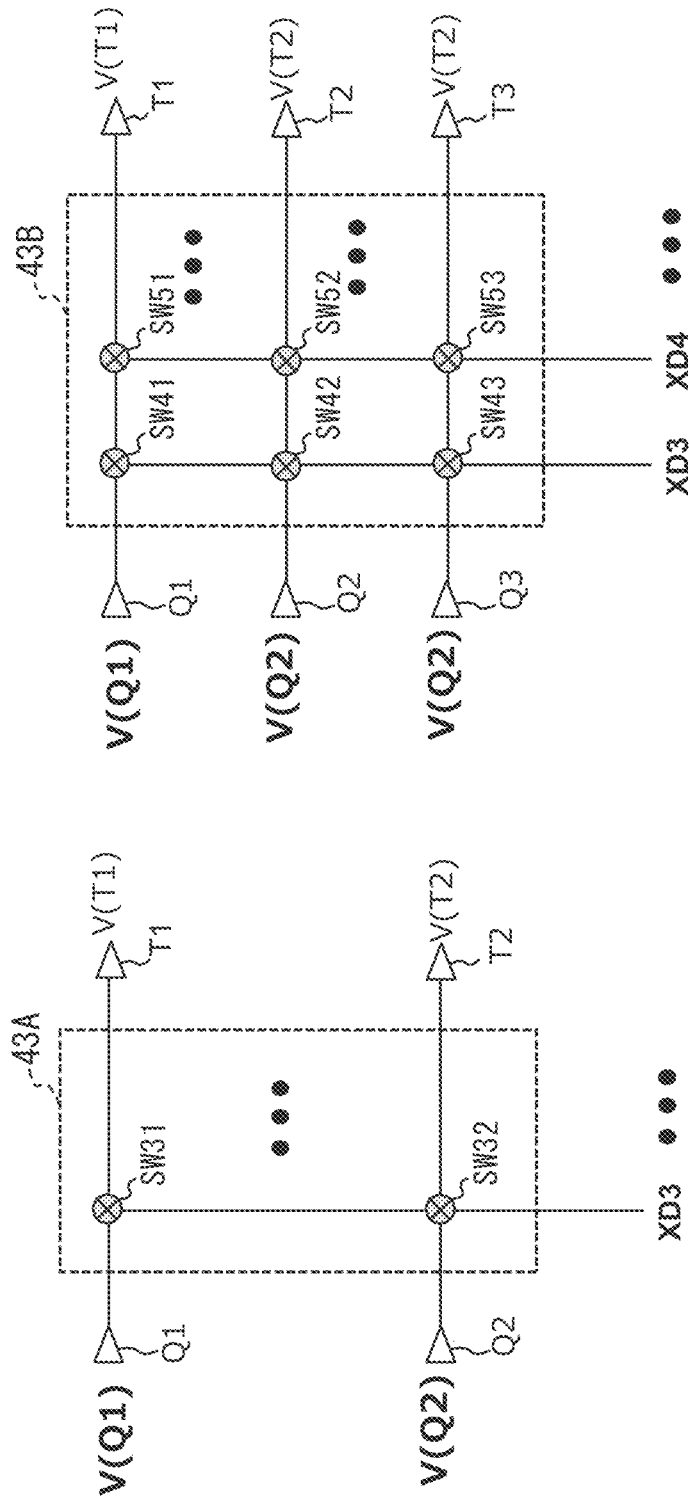 43A
V(Q1)
Q1
SW31
V(T1)
T1
V(Q2)
Q2
SW32
V(T2)
T2
XD3
43B
V(Q1)
Q1
SW41
SW51
V(T1)
T1
V(Q2)
Q2
SW42
SW52
V(T2)
T2
V(Q2)
Q3
SW43
SW53
V(T2)
T3
XD3
XD4